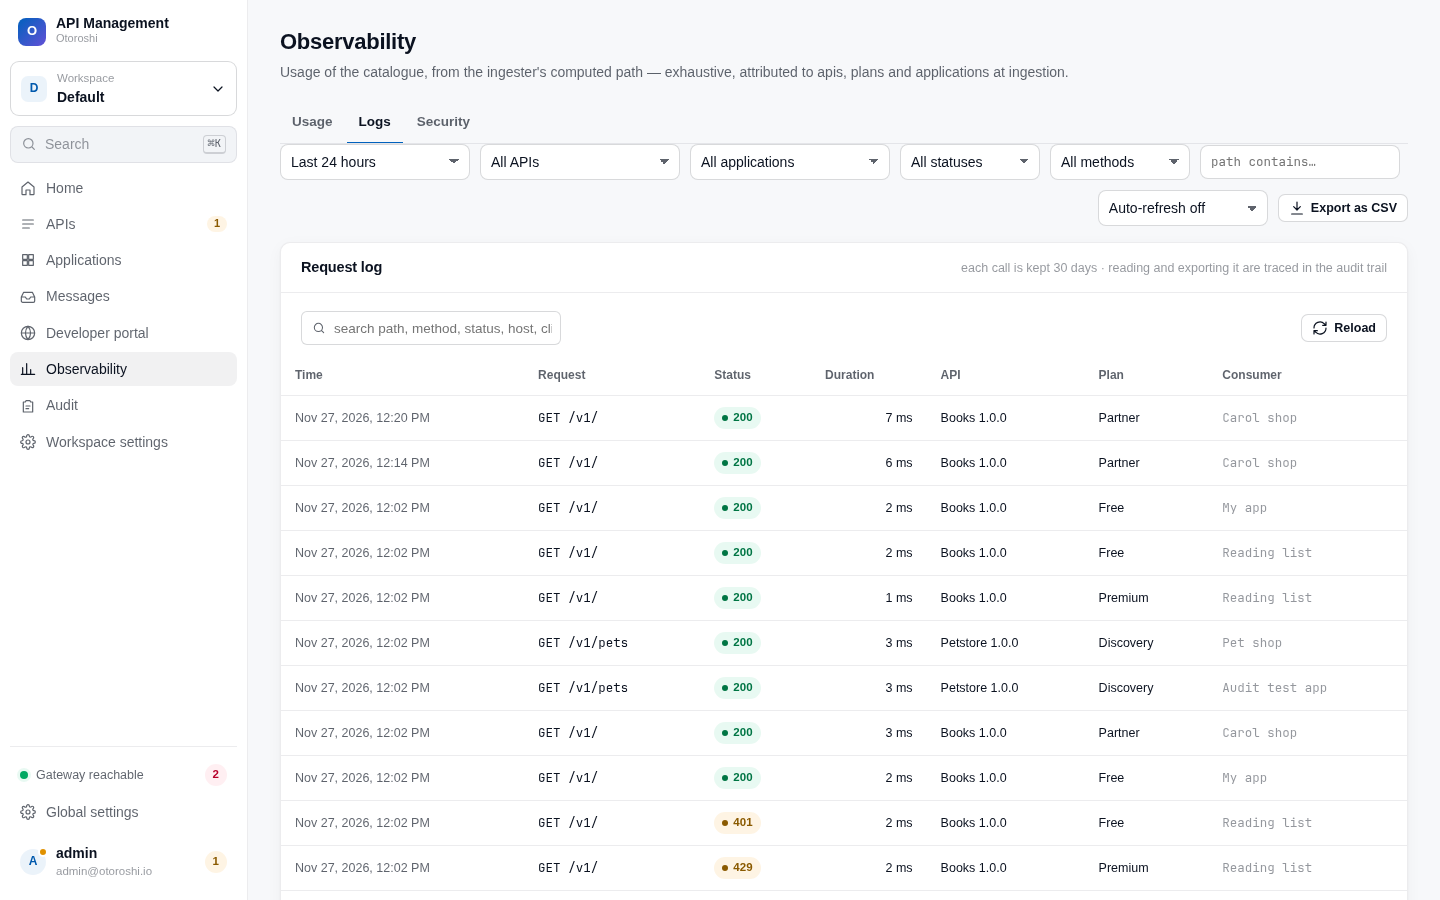 O
API Management
Otoroshi
D
Workspace
Default
Search
⌘K
Home
APIs
1
Applications
Messages
Developer portal
Observability
Audit
Workspace settings
Gateway reachable
2
Global settings
A
admin
admin@otoroshi.io
1
Observability
Usage of the catalogue, from the ingester's computed path — exhaustive, attributed to apis, plans and applications at ingestion.
Usage Logs Security
Last 24 hours All APIs All applications All statuses All methods path contains…
Auto-refresh off Export as CSV
Request log each call is kept 30 days · reading and exporting it are traced in the audit trail
search path, method, status, host, cli Reload
Time Request Status Duration API Plan Consumer
Nov 27, 2026, 12:20 PM GET /v1/ 200 7 ms Books 1.0.0 Partner Carol shop
Nov 27, 2026, 12:14 PM GET /v1/ 200 6 ms Books 1.0.0 Partner Carol shop
Nov 27, 2026, 12:02 PM GET /v1/ 200 2 ms Books 1.0.0 Free My app
Nov 27, 2026, 12:02 PM GET /v1/ 200 2 ms Books 1.0.0 Free Reading list
Nov 27, 2026, 12:02 PM GET /v1/ 200 1 ms Books 1.0.0 Premium Reading list
Nov 27, 2026, 12:02 PM GET /v1/pets 200 3 ms Petstore 1.0.0 Discovery Pet shop
Nov 27, 2026, 12:02 PM GET /v1/pets 200 3 ms Petstore 1.0.0 Discovery Audit test app
Nov 27, 2026, 12:02 PM GET /v1/ 200 3 ms Books 1.0.0 Partner Carol shop
Nov 27, 2026, 12:02 PM GET /v1/ 200 2 ms Books 1.0.0 Free My app
Nov 27, 2026, 12:02 PM GET /v1/ 401 2 ms Books 1.0.0 Free Reading list
Nov 27, 2026, 12:02 PM GET /v1/ 429 2 ms Books 1.0.0 Premium Reading list